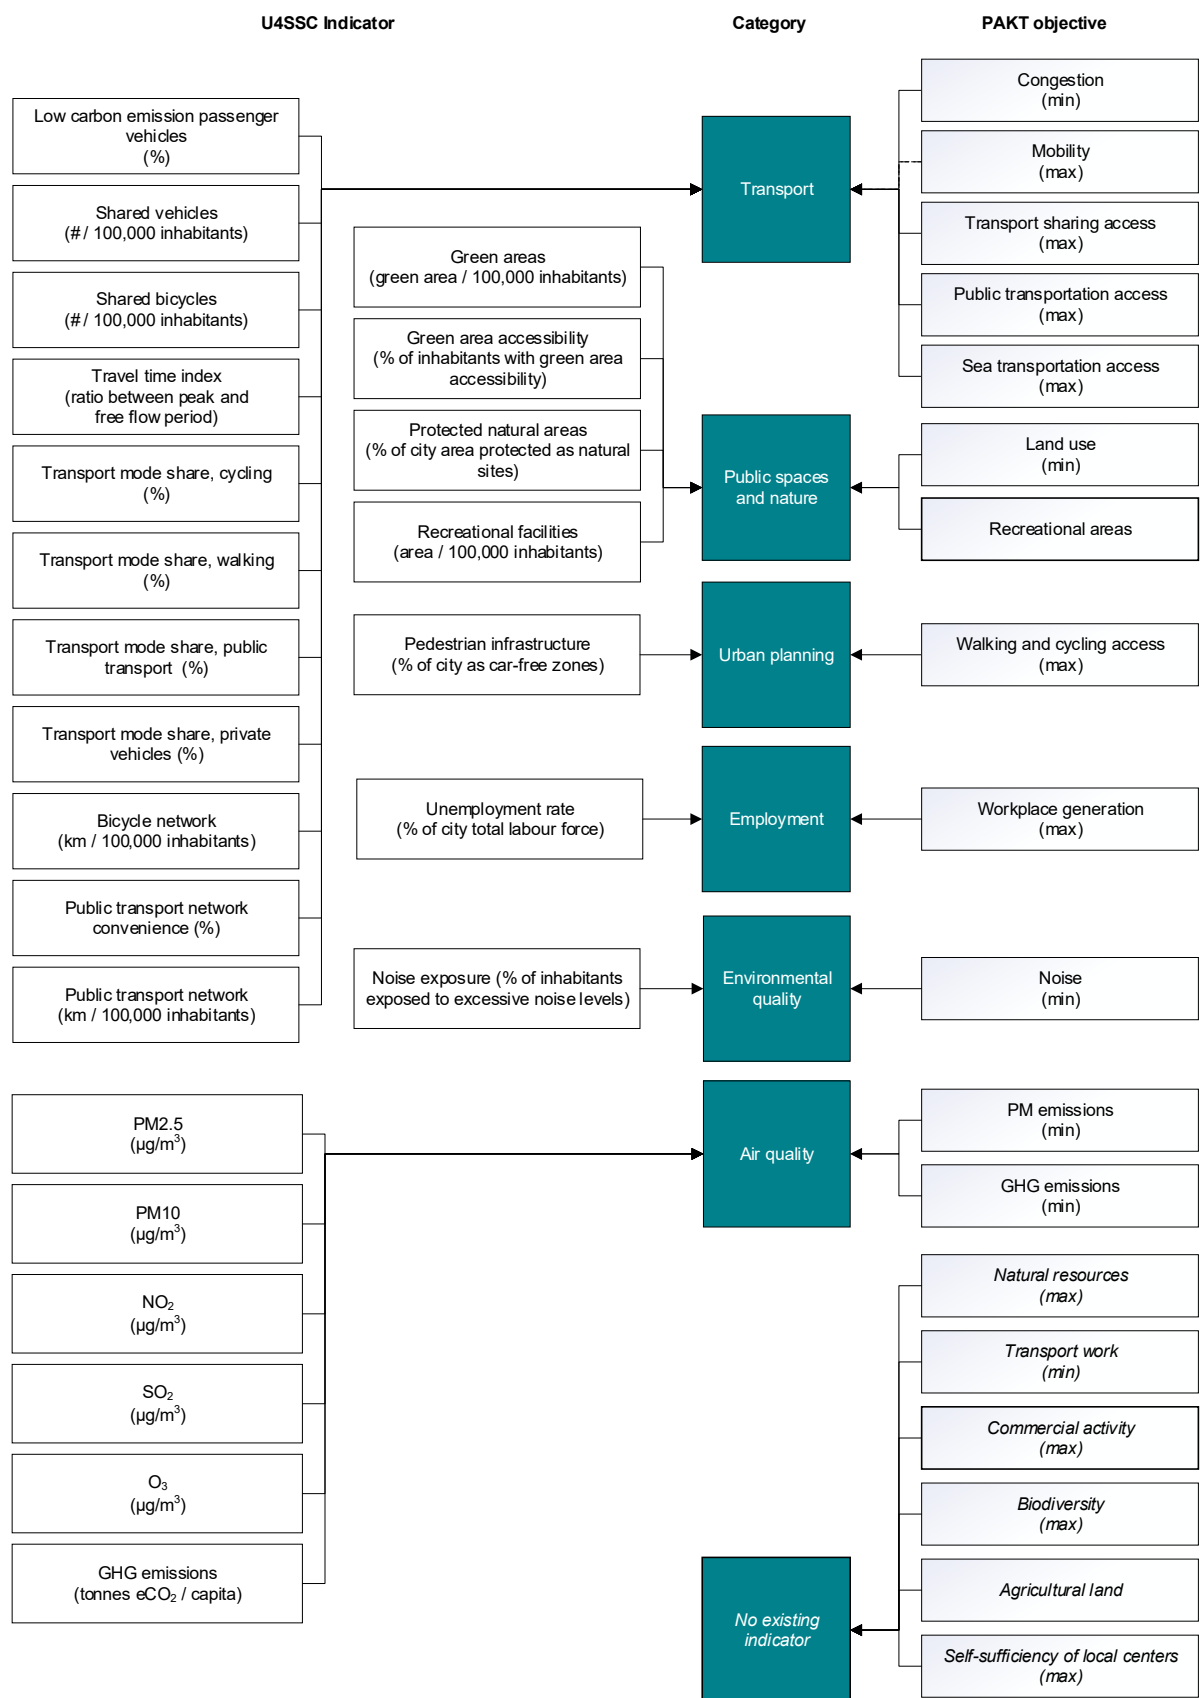 U4SSC Indicator
Category
PAKT objective
Low carbon emission passenger
vehicles
(%)
Shared vehicles
(# / 100,000 inhabitants)
Shared bicycles
(# / 100,000 inhabitants)
Travel time index
(ratio between peak and
free flow period)
Transport mode share, cycling
(%)
Transport mode share, walking
(%)
Transport mode share, public
transport (%)
Transport mode share, private
vehicles (%)
Bicycle network
(km / 100,000 inhabitants)
Public transport network
convenience (%)
Public transport network
(km / 100,000 inhabitants)
Green areas
(green area / 100,000 inhabitants)
Green area accessibility
(% of inhabitants with green area
accessibility)
Protected natural areas
(% of city area protected as natural
sites)
Recreational facilities
(area / 100,000 inhabitants)
Pedestrian infrastructure
(% of city as car-free zones)
Unemployment rate
(% of city total labour force)
Noise exposure (% of inhabitants
exposed to excessive noise levels)
Transport
Public spaces
and nature
Urban planning
Employment
Environmental
quality
Congestion
(min)
Mobility
(max)
Transport sharing access
(max)
Public transportation access
(max)
Sea transportation access
(max)
Land use
(min)
Recreational areas
Walking and cycling access
(max)
Workplace generation
(max)
Noise
(min)
PM2.5
(µg/m³)
PM10
(µg/m³)
NO₂
(µg/m³)
SO₂
(µg/m³)
O₃
(µg/m³)
GHG emissions
(tonnes eCO₂ / capita)
Air quality
No existing
indicator
PM emissions
(min)
GHG emissions
(min)
Natural resources
(max)
Transport work
(min)
Commercial activity
(max)
Biodiversity
(max)
Agricultural land
Self-sufficiency of local centers
(max)